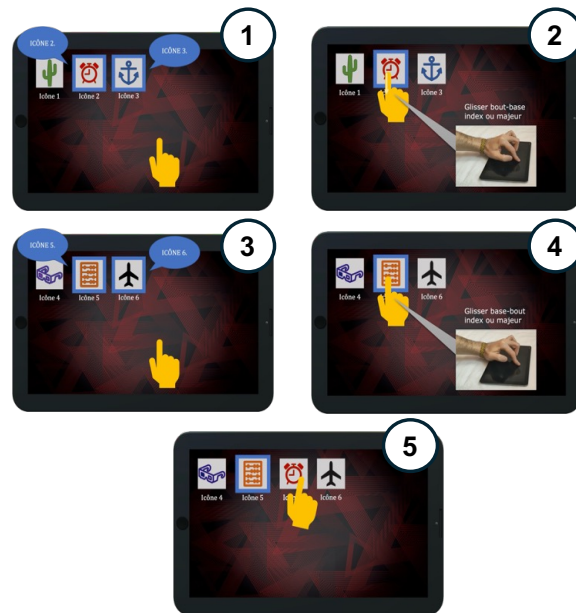 1
ICÔNE 2.
ICÔNE 3.
Icône 1
Icône 2
Icône 3
2
Icône 1
Icône 3
Glisser bout-base
index ou majeur
3
ICÔNE 5.
ICÔNE 6.
Icône 4
Icône 5
Icône 6
4
Icône 4
Icône 6
Glisser base-bout
index ou majeur
5
Icône 4
Icône 5
Icône 6